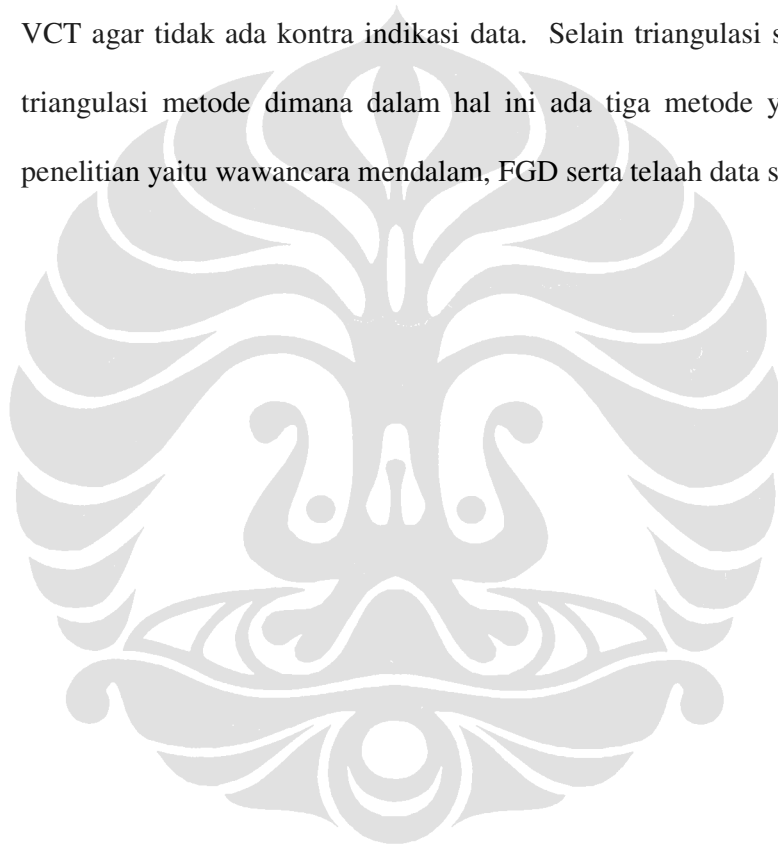 VCT agar tidak ada kontra indikasi data. Selain triangulasi
triangulasi metode dimana dalam hal ini ada tiga metode
penelitian yaitu wawancara mendalam, FGD serta telaah data